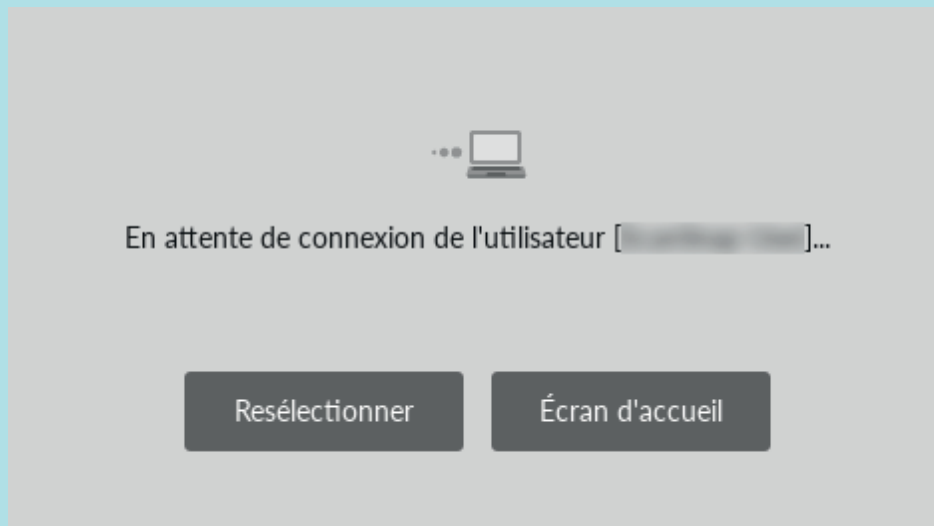 En attente de connexion de l'utilisateur []...
Resélectionner
Écran d'accueil